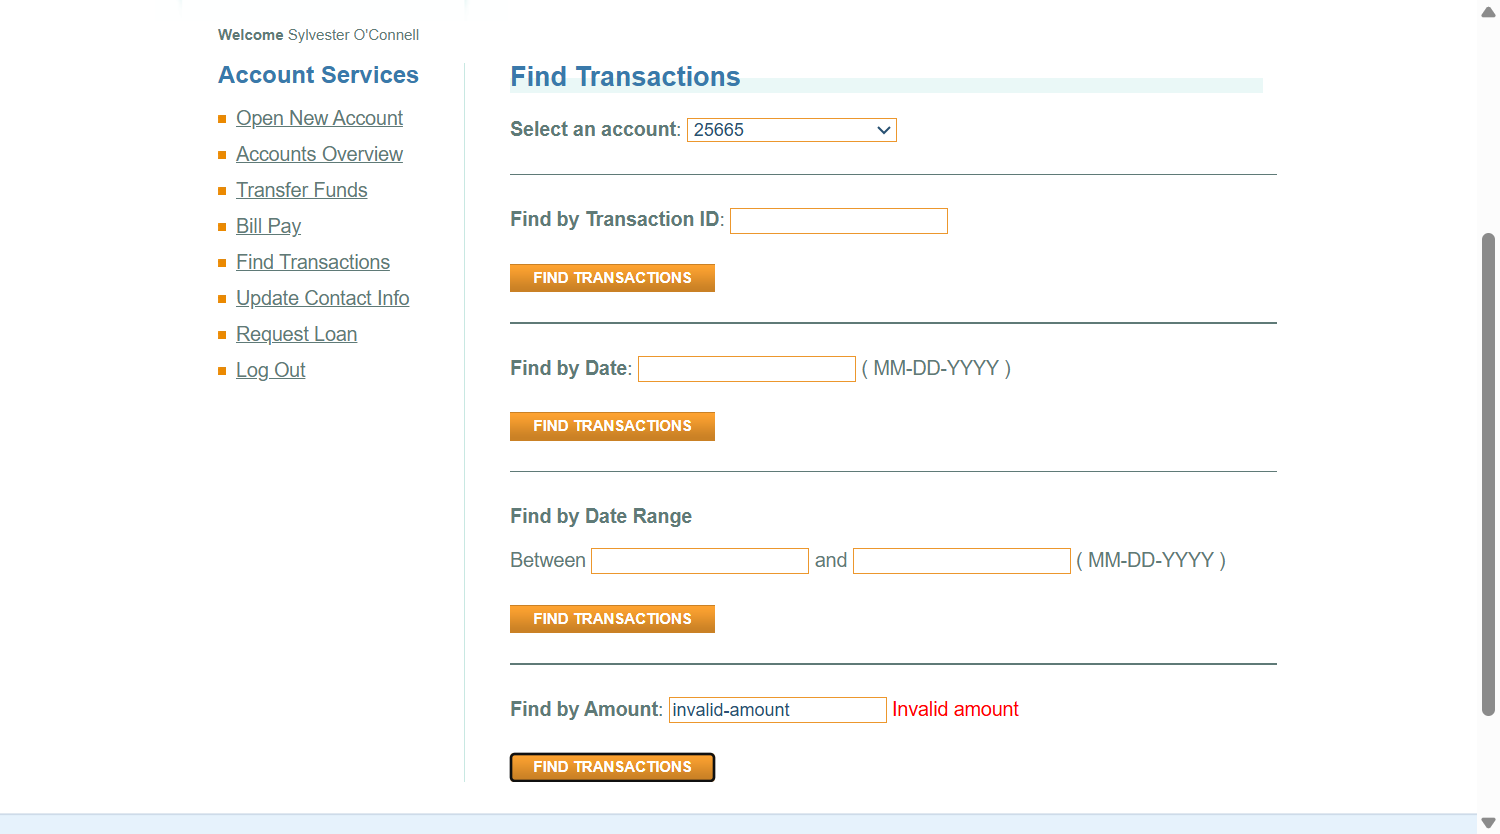 Welcome Sylvester O'Connell
Account Services
Open New Account
Accounts Overview
Transfer Funds
Bill Pay
Find Transactions
Update Contact Info
Request Loan
Log Out
Find Transactions
Select an account: 25665
Find by Transaction ID:
FIND TRANSACTIONS
Find by Date: ( MM-DD-YYYY )
FIND TRANSACTIONS
Find by Date Range
Between and ( MM-DD-YYYY )
FIND TRANSACTIONS
Find by Amount: invalid-amount Invalid amount
FIND TRANSACTIONS